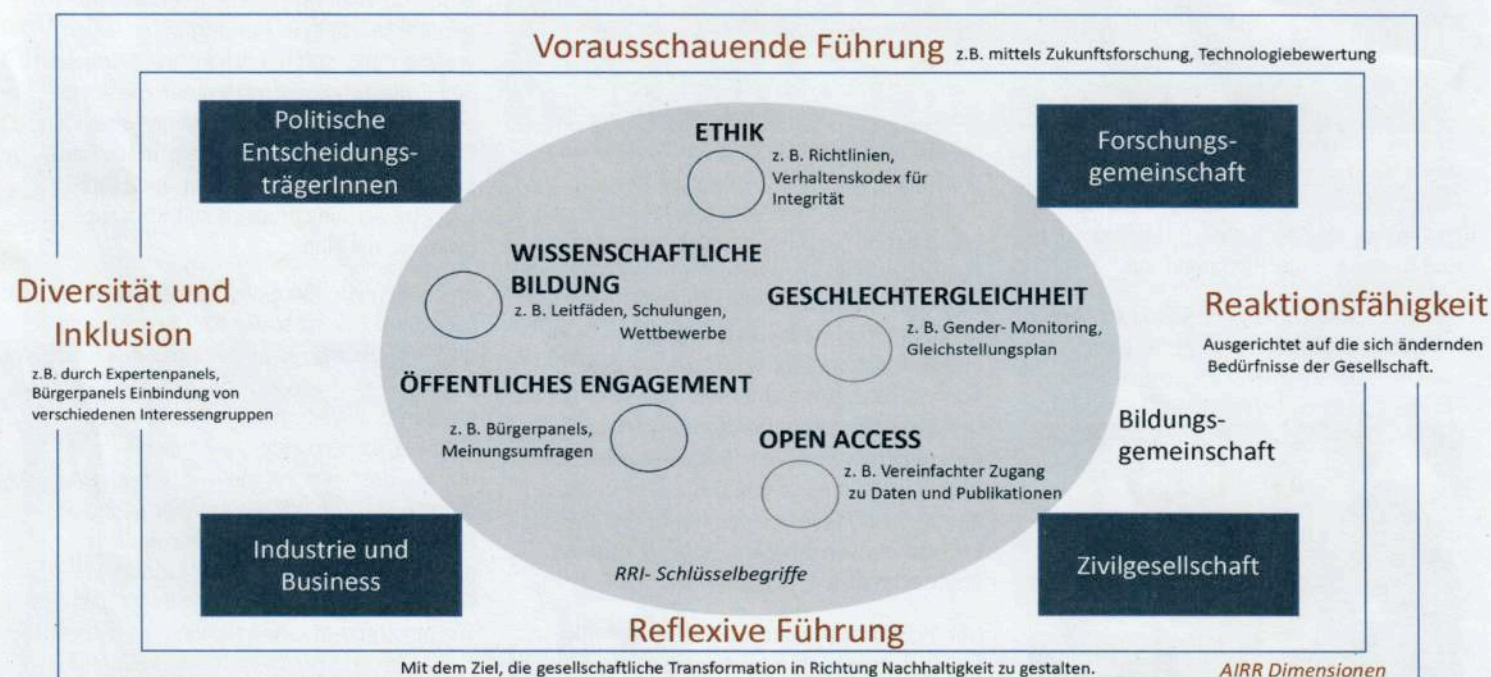 Vorausschauende Führung z.B. mittels Zukunftsforschung, Technologiebewertung
Politische
Entscheidungs-
trägerInnen
ETHIK
z. B. Richtlinien,
Verhaltenskodex für
Integrität
Forschungs-
gemeinschaft
WISSENSCHAFTLICHE
BILDUNG
z. B. Leitfäden, Schulungen,
Wettbewerbe
GESCHLECHTERGLEICHHEIT
z. B. Gender- Monitoring,
Gleichstellungsplan
Diversität und
Inklusion
z.B. durch Expertenpanels,
Bürgerpanels Einbindung von
verschiedenen Interessengruppen
Reaktionsfähigkeit
Ausgerichtet auf die sich ändernden
Bedürfnisse der Gesellschaft.
ÖFFENTLICHES ENGAGEMENT
z. B. Bürgerpanels,
Meinungsumfragen
OPEN ACCESS
z. B. Vereinfachter Zugang
zu Daten und Publikationen
Bildungs-
gemeinschaft
Industrie und
Business
RRI- Schlüsselbegriffe
Zivilgesellschaft
Reflexive Führung
Mit dem Ziel, die gesellschaftliche Transformation in Richtung Nachhaltigkeit zu gestalten.
AIRR Dimensionen